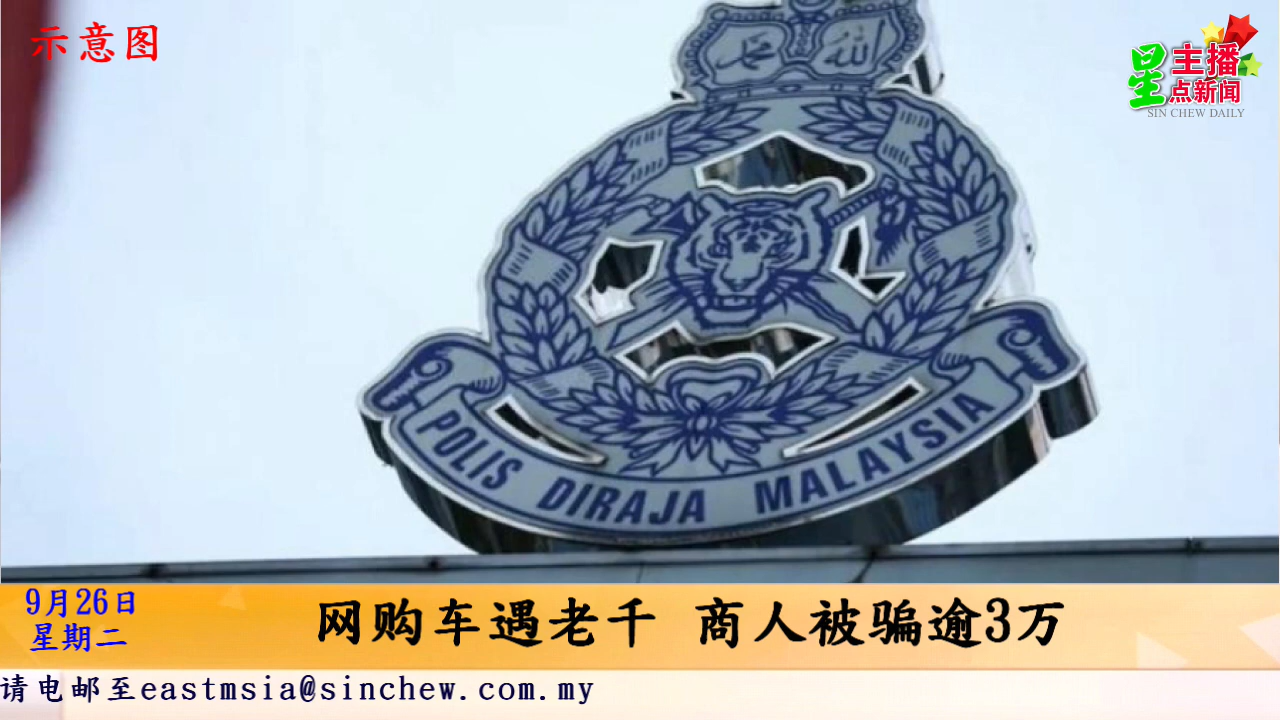 示意图
星主播
点新闻
SIN CHEW DAILY
محمد الله
POLIS DIRAJA MALAYSIA
9月26日
星期二
网购车遇老千 商人被骗逾3万
请电邮至eastmsia@sinchew.com.my